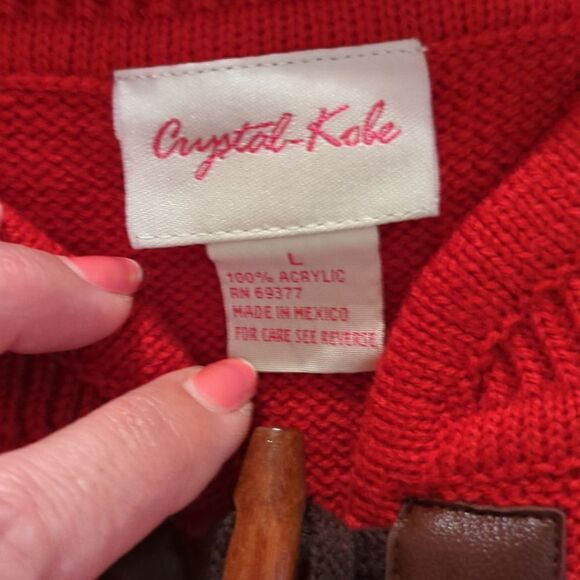 Crystal-Kobe
L
100% ACRYLIC
RN 69377
MADE IN MEXICO
FOR CARE SEE REVERSE